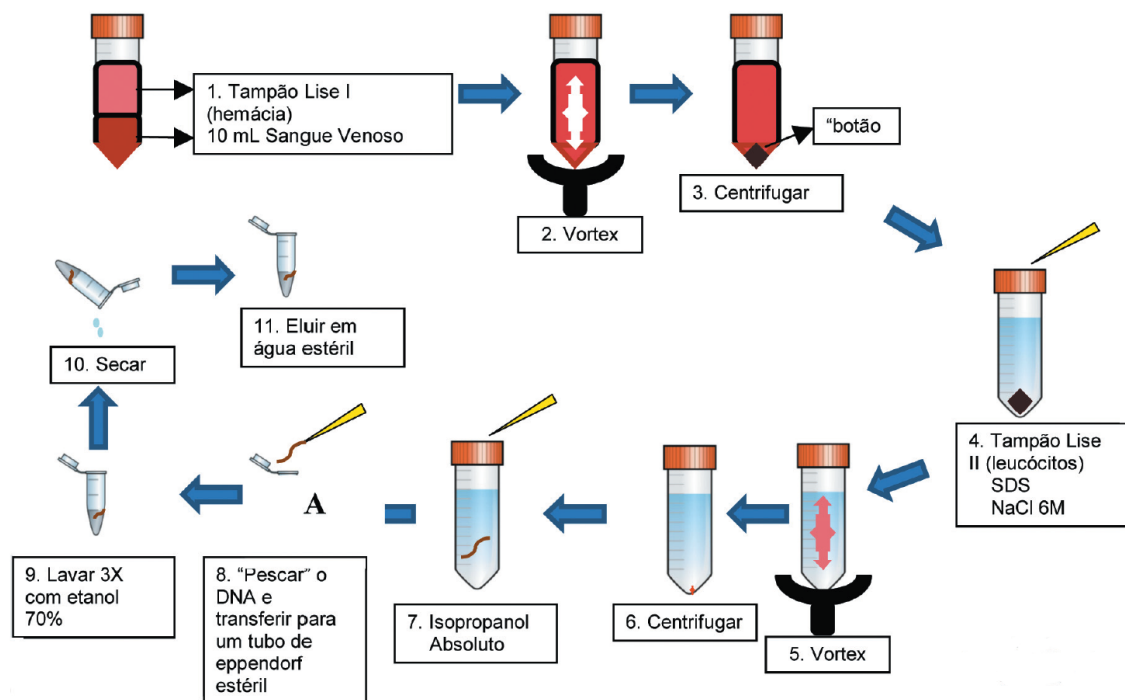 1. Tampão Lise I
(hemácia)
10 mL Sangue Venoso
2. Vortex
“botão
3. Centrifugar
4. Tampão Lise
II (leucócitos)
SDS
NaCl 6M
5. Vortex
6. Centrifugar
7. Isopropanol
Absoluto
A
8. “Pescar” o
DNA e
transferir para
um tubo de
eppendorf
estéril
9. Lavar 3X
com etanol
70%
10. Secar
11. Eluir em
água estéril